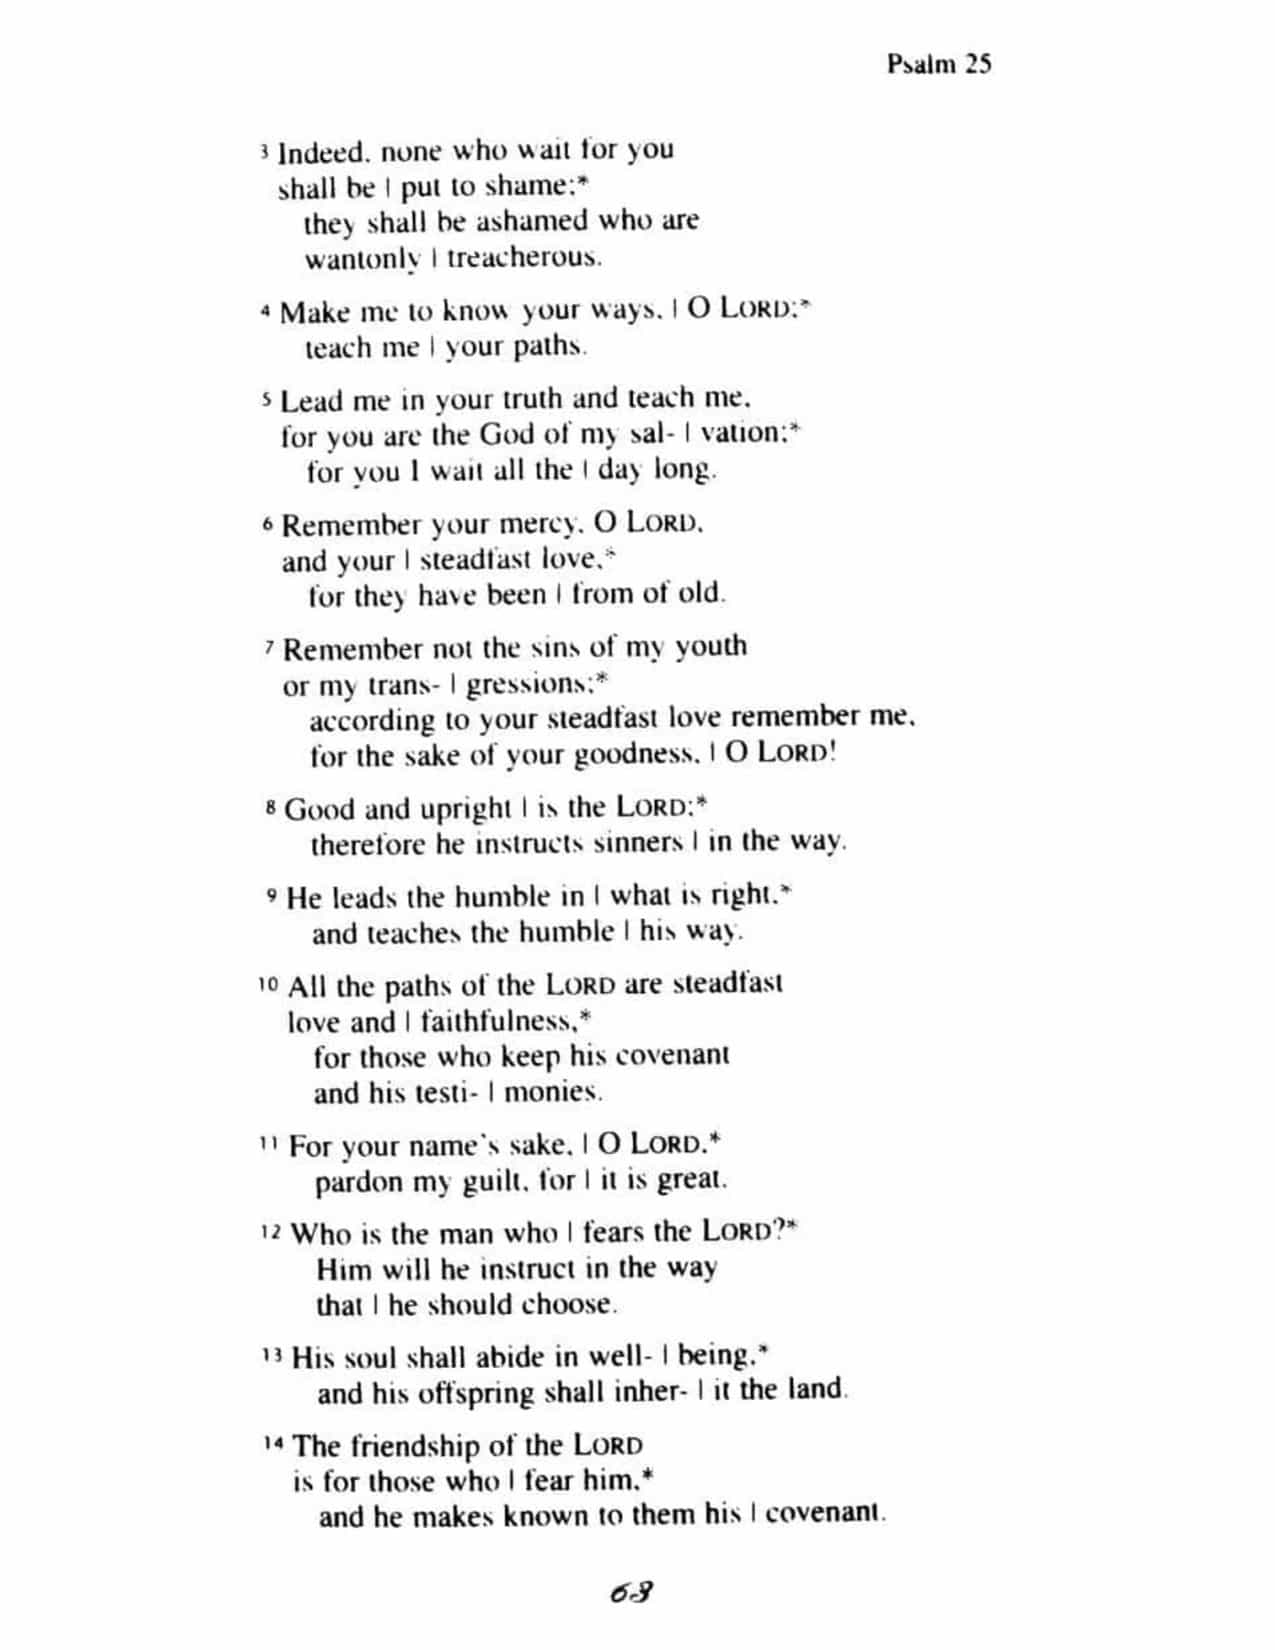 Psalm 25
3 Indeed, none who wait for you
shall be | put to shame;*
they shall be ashamed who are
wantonly | treacherous.
4 Make me to know your ways, | O LORD;*
teach me | your paths.
5 Lead me in your truth and teach me,
for you are the God of my sal- | vation;*
for you I wait all the | day long.
6 Remember your mercy, O LORD,
and your | steadfast love,*
for they have been | from of old.
7 Remember not the sins of my youth
or my trans- | gressions;*
according to your steadfast love remember me,
for the sake of your goodness, | O LORD!
8 Good and upright | is the LORD;*
therefore he instructs sinners | in the way.
9 He leads the humble in | what is right,*
and teaches the humble | his way.
10 All the paths of the LORD are steadfast
love and | faithfulness,*
for those who keep his covenant
and his testi- | monies.
11 For your name's sake, | O LORD,*
pardon my guilt, for | it is great.
12 Who is the man who | fears the LORD?*
Him will he instruct in the way
that | he should choose.
13 His soul shall abide in well- | being,*
and his offspring shall inher- | it the land.
14 The friendship of the LORD
is for those who | fear him,*
and he makes known to them his | covenant.
63